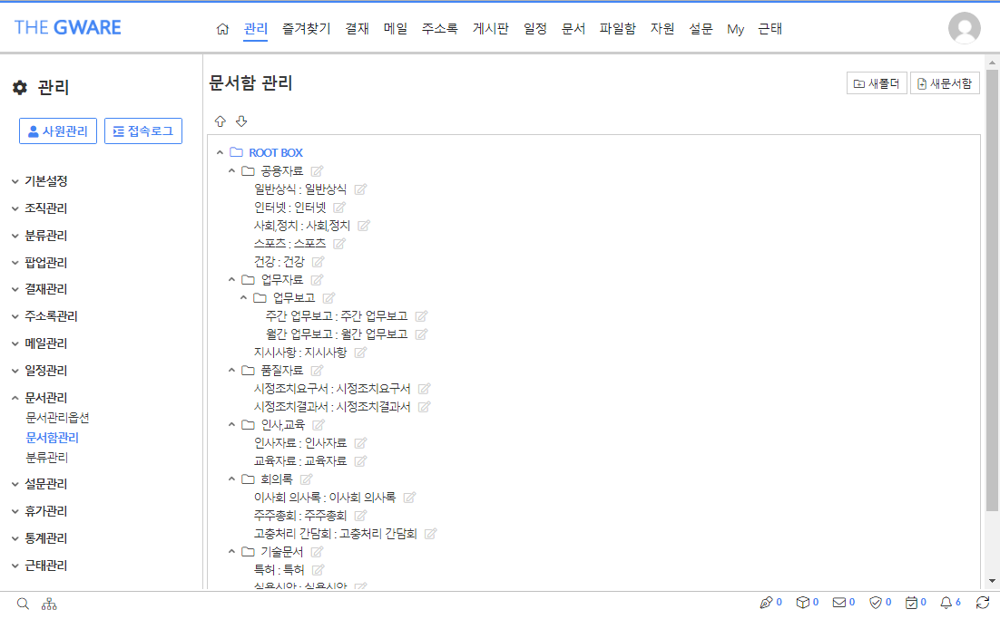 THE GWARE
관리 즐겨찾기 결재 메일 주소록 게시판 일정 문서 파일함 자원 설문 My 근태
관리
사원관리 접속로그
기본설정
조직관리
분류관리
팝업관리
결재관리
주소록관리
메일관리
일정관리
문서관리
문서관리옵션
문서함관리
분류관리
설문관리
휴가관리
통계관리
근태관리
문서함 관리
새폴더 새문서함
ROOT BOX
공용자료
일반상식 : 일반상식
인터넷 : 인터넷
사회,정치 : 사회,정치
스포츠 : 스포츠
건강 : 건강
업무자료
업무보고
주간 업무보고 : 주간 업무보고
월간 업무보고 : 월간 업무보고
지시사항 : 지시사항
품질자료
시정조치요구서 : 시정조치요구서
시정조치결과서 : 시정조치결과서
인사,교육
인사자료 : 인사자료
교육자료 : 교육자료
회의록
이사회 의사록 : 이사회 의사록
주주총회 : 주주총회
고충처리 간담회 : 고충처리 간담회
기술문서
특허 : 특허
실용신안 : 실용신안
0 0 0 0 0 6